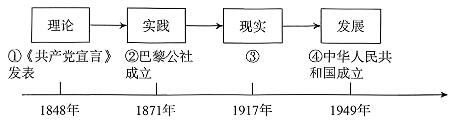 理论 实践 现实 发展
①《共产党宣言》 ②巴黎公社 ③ ④中华人民共
发表 成立 和国成立
1848年 1871年 1917年 1949年